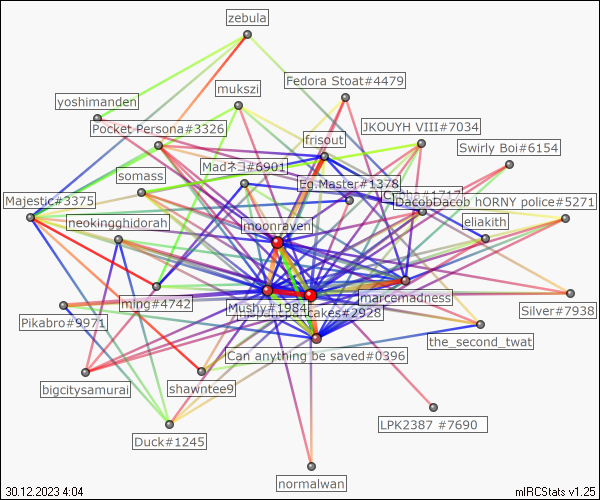 zebula
Fedora Stoat#4479
mukszi
yoshimanden
Pocket Persona#3326
JKOUYH VIII#7034
frisout
Swirly Boi#6154
Madネコ#6901
somass
Eg.Master#1378
#1717
Majestic#3375
DacobDacob hORNY police#5271
neokingghidorah
moonraven
eliakith
ming#4742
marcemadness
Mushy#1984
cakes#2928
Silver#7938
Pikabro#9971
the_second_twat
Can anything be saved#0396
bigcitysamurai
shawntee9
LPK2387 #7690
Duck#1245
normalwan
30.12.2023 4:04
mIRCStats v1.25